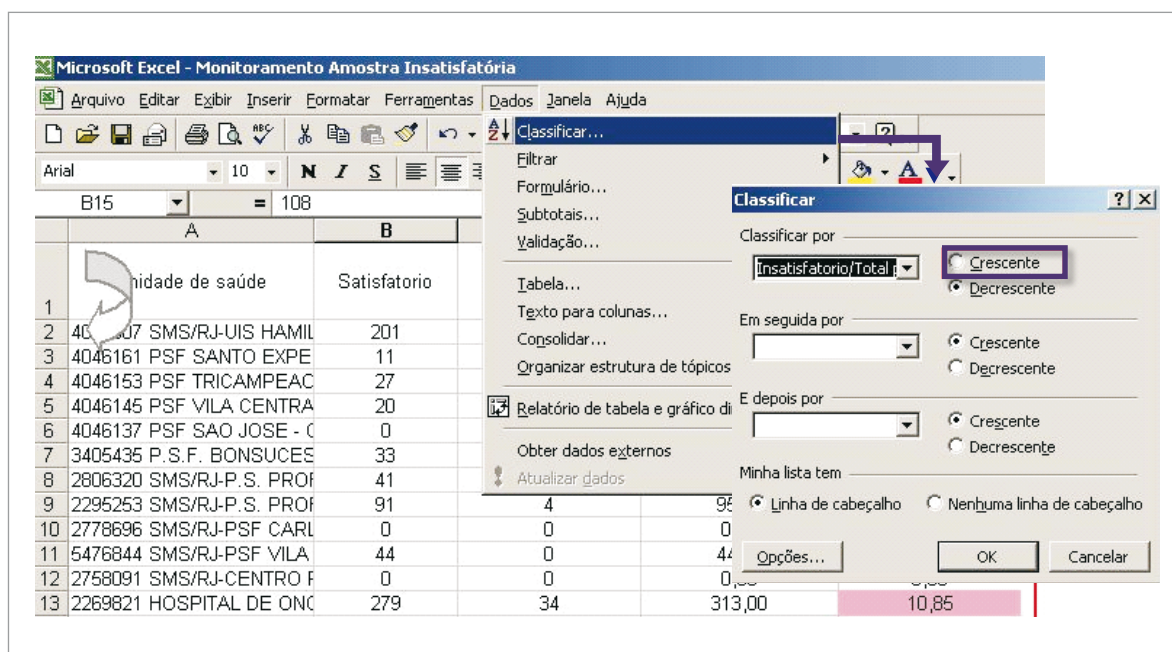 Microsoft Excel - Monitoramento Amostra Insatisfatória
Arquivo Editar Exibir Inserir Formatar Ferramentas Dados Janela Ajuda
Arial 10 N I S
B15 = 108
A B
1 nidade de saúde Satisfatorio
2 SMS/RJ-UIS HAMIL 201
3 4046161 PSF SANTO EXPE 11
4 4046153 PSF TRICAMPEAC 27
5 4046145 PSF VILA CENTRA 20
6 4046137 PSF SAO JOSE - 0
7 3405435 P.S.F. BONSUCES 33
8 2806320 SMS/RJ-P.S. PROF 41
9 2295253 SMS/RJ-P.S. PROF 91 4 95
10 2778696 SMS/RJ-PSF CARL 0 0 0
11 5476844 SMS/RJ-PSF VILA 44 0 44
12 2758091 SMS/RJ-CENTRO F 0 0
13 2269821 HOSPITAL DE ONC 279 34 313,00 10,85
Classificar...
Filtrar
Formulário...
Subtotais...
Validação...
Tabela...
Texto para colunas...
Consolidar...
Organizar estrutura de tópicos
Relatório de tabela e gráfico di
Obter dados externos
Atualizar dados
Classificar
Classificar por
Insatisfatorio/Total
Crescente
Decrescente
Em seguida por
Crescente
Decrescente
E depois por
Crescente
Decrescente
Minha lista tem
Linha de cabeçalho Nenhuma linha de cabeçalho
Opções... OK Cancelar